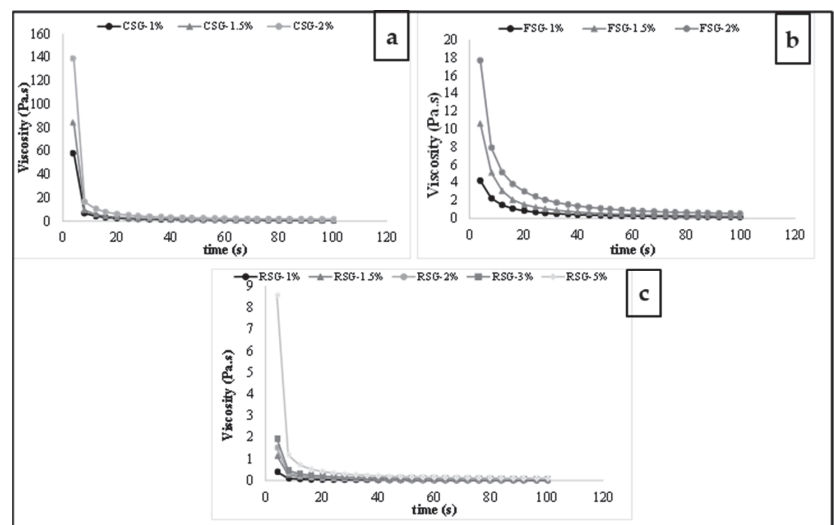 CSG-1% CSG-1.5% CSG-2%
a
160
140
120
100
80
60
40
20
0
Viscosity (Pa.s)
0 20 40 60 80 100 120
time (s)
FSG-1% FSG-1.5% FSG-2%
b
20
18
16
14
12
10
8
6
4
2
0
Viscosity (Pa.s)
0 20 40 60 80 100 120
time (s)
RSG-1% RSG-1.5% RSG-2% RSG-3% RSG-5%
c
9
8
7
6
5
4
3
2
1
0
Viscosity (Pa.s)
0 20 40 60 80 100 120
time (s)